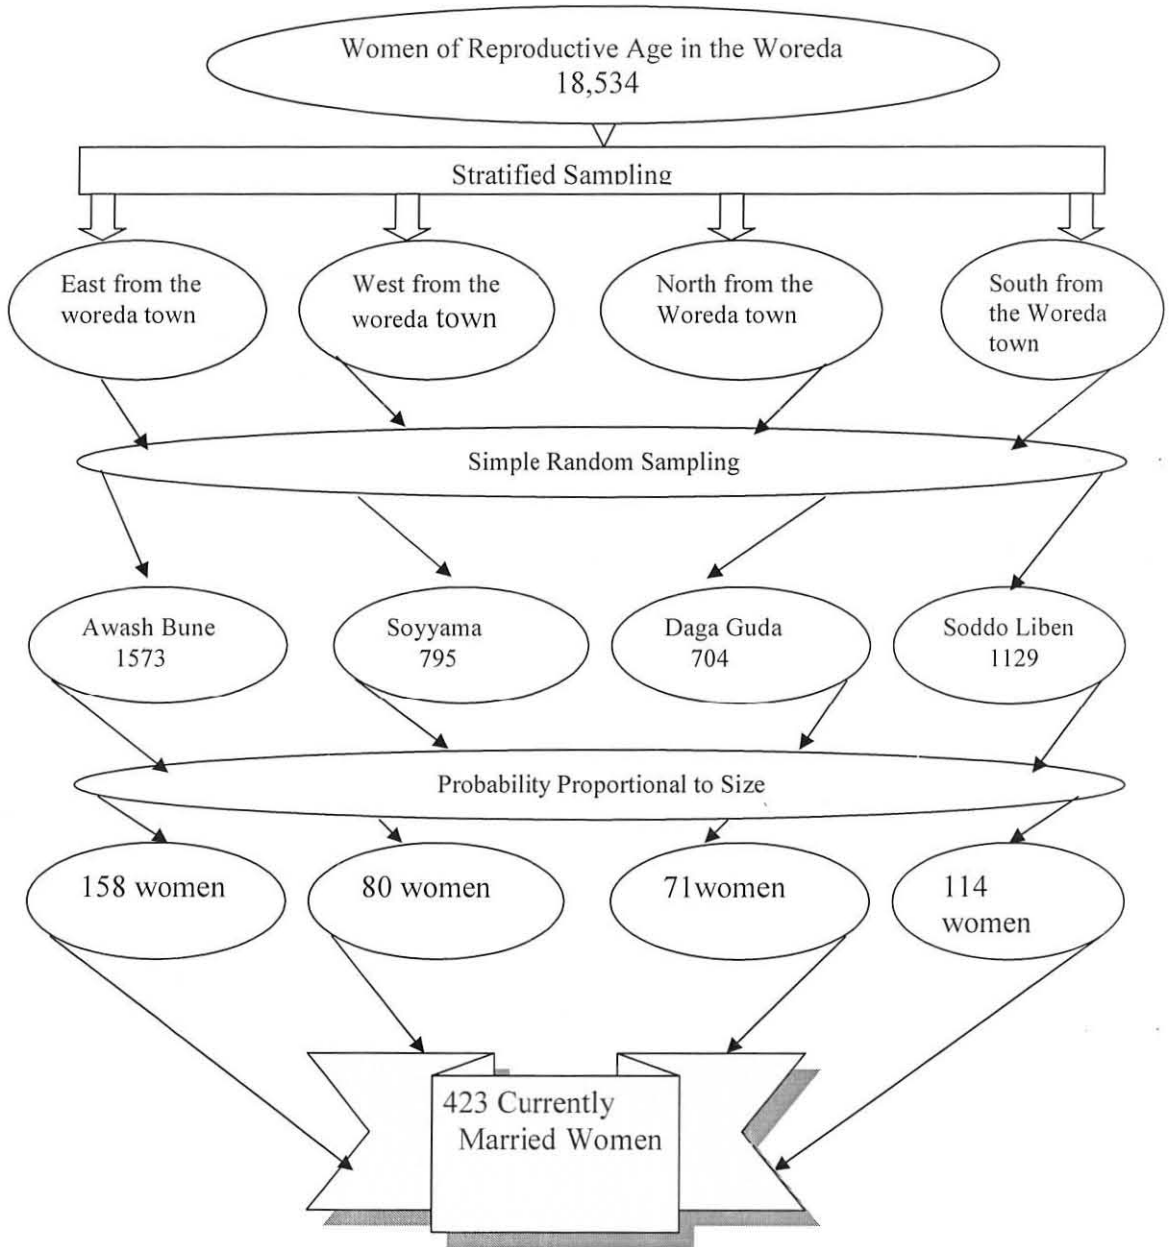 Women of Reproductive Age in the Woreda
18,534
Stratified Sampling
East from the
woreda town
West from the
woreda town
North from the
Woreda town
South from
the Woreda
town
Simple Random Sampling
Awash Bune
1573
Soyyama
795
Daga Guda
704
Soddo Liben
1129
Probability Proportional to Size
158 women
80 women
71women
114
women
423 Currently
Married Women